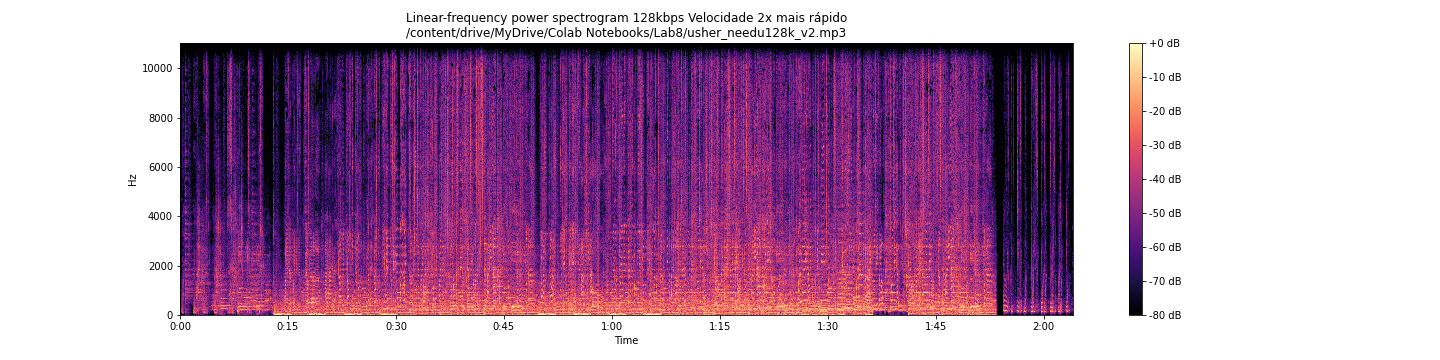 Linear-frequency power spectrogram 128kbps Velocidade 2x mais rápido
/content/drive/MyDrive/Colab Notebooks/Lab8/usher_needu128k_v2.mp3
10000
8000
6000
4000
2000
0
Hz
0:00 0:15 0:30 0:45 1:00 1:15 1:30 1:45 2:00
Time
+0 dB
-10 dB
-20 dB
-30 dB
-40 dB
-50 dB
-60 dB
-70 dB
-80 dB